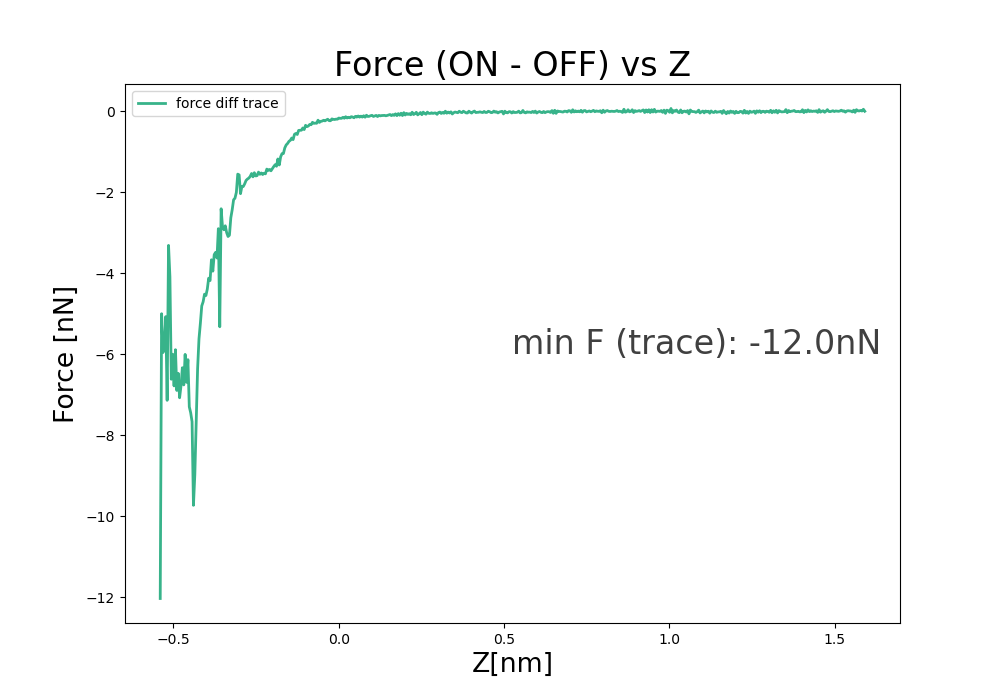 Force (ON - OFF) vs Z
force diff trace
0
−2
−4
−6
−8
−10
−12
Force [nN]
min F (trace): -12.0nN
−0.5
0.0
0.5
1.0
1.5
Z[nm]